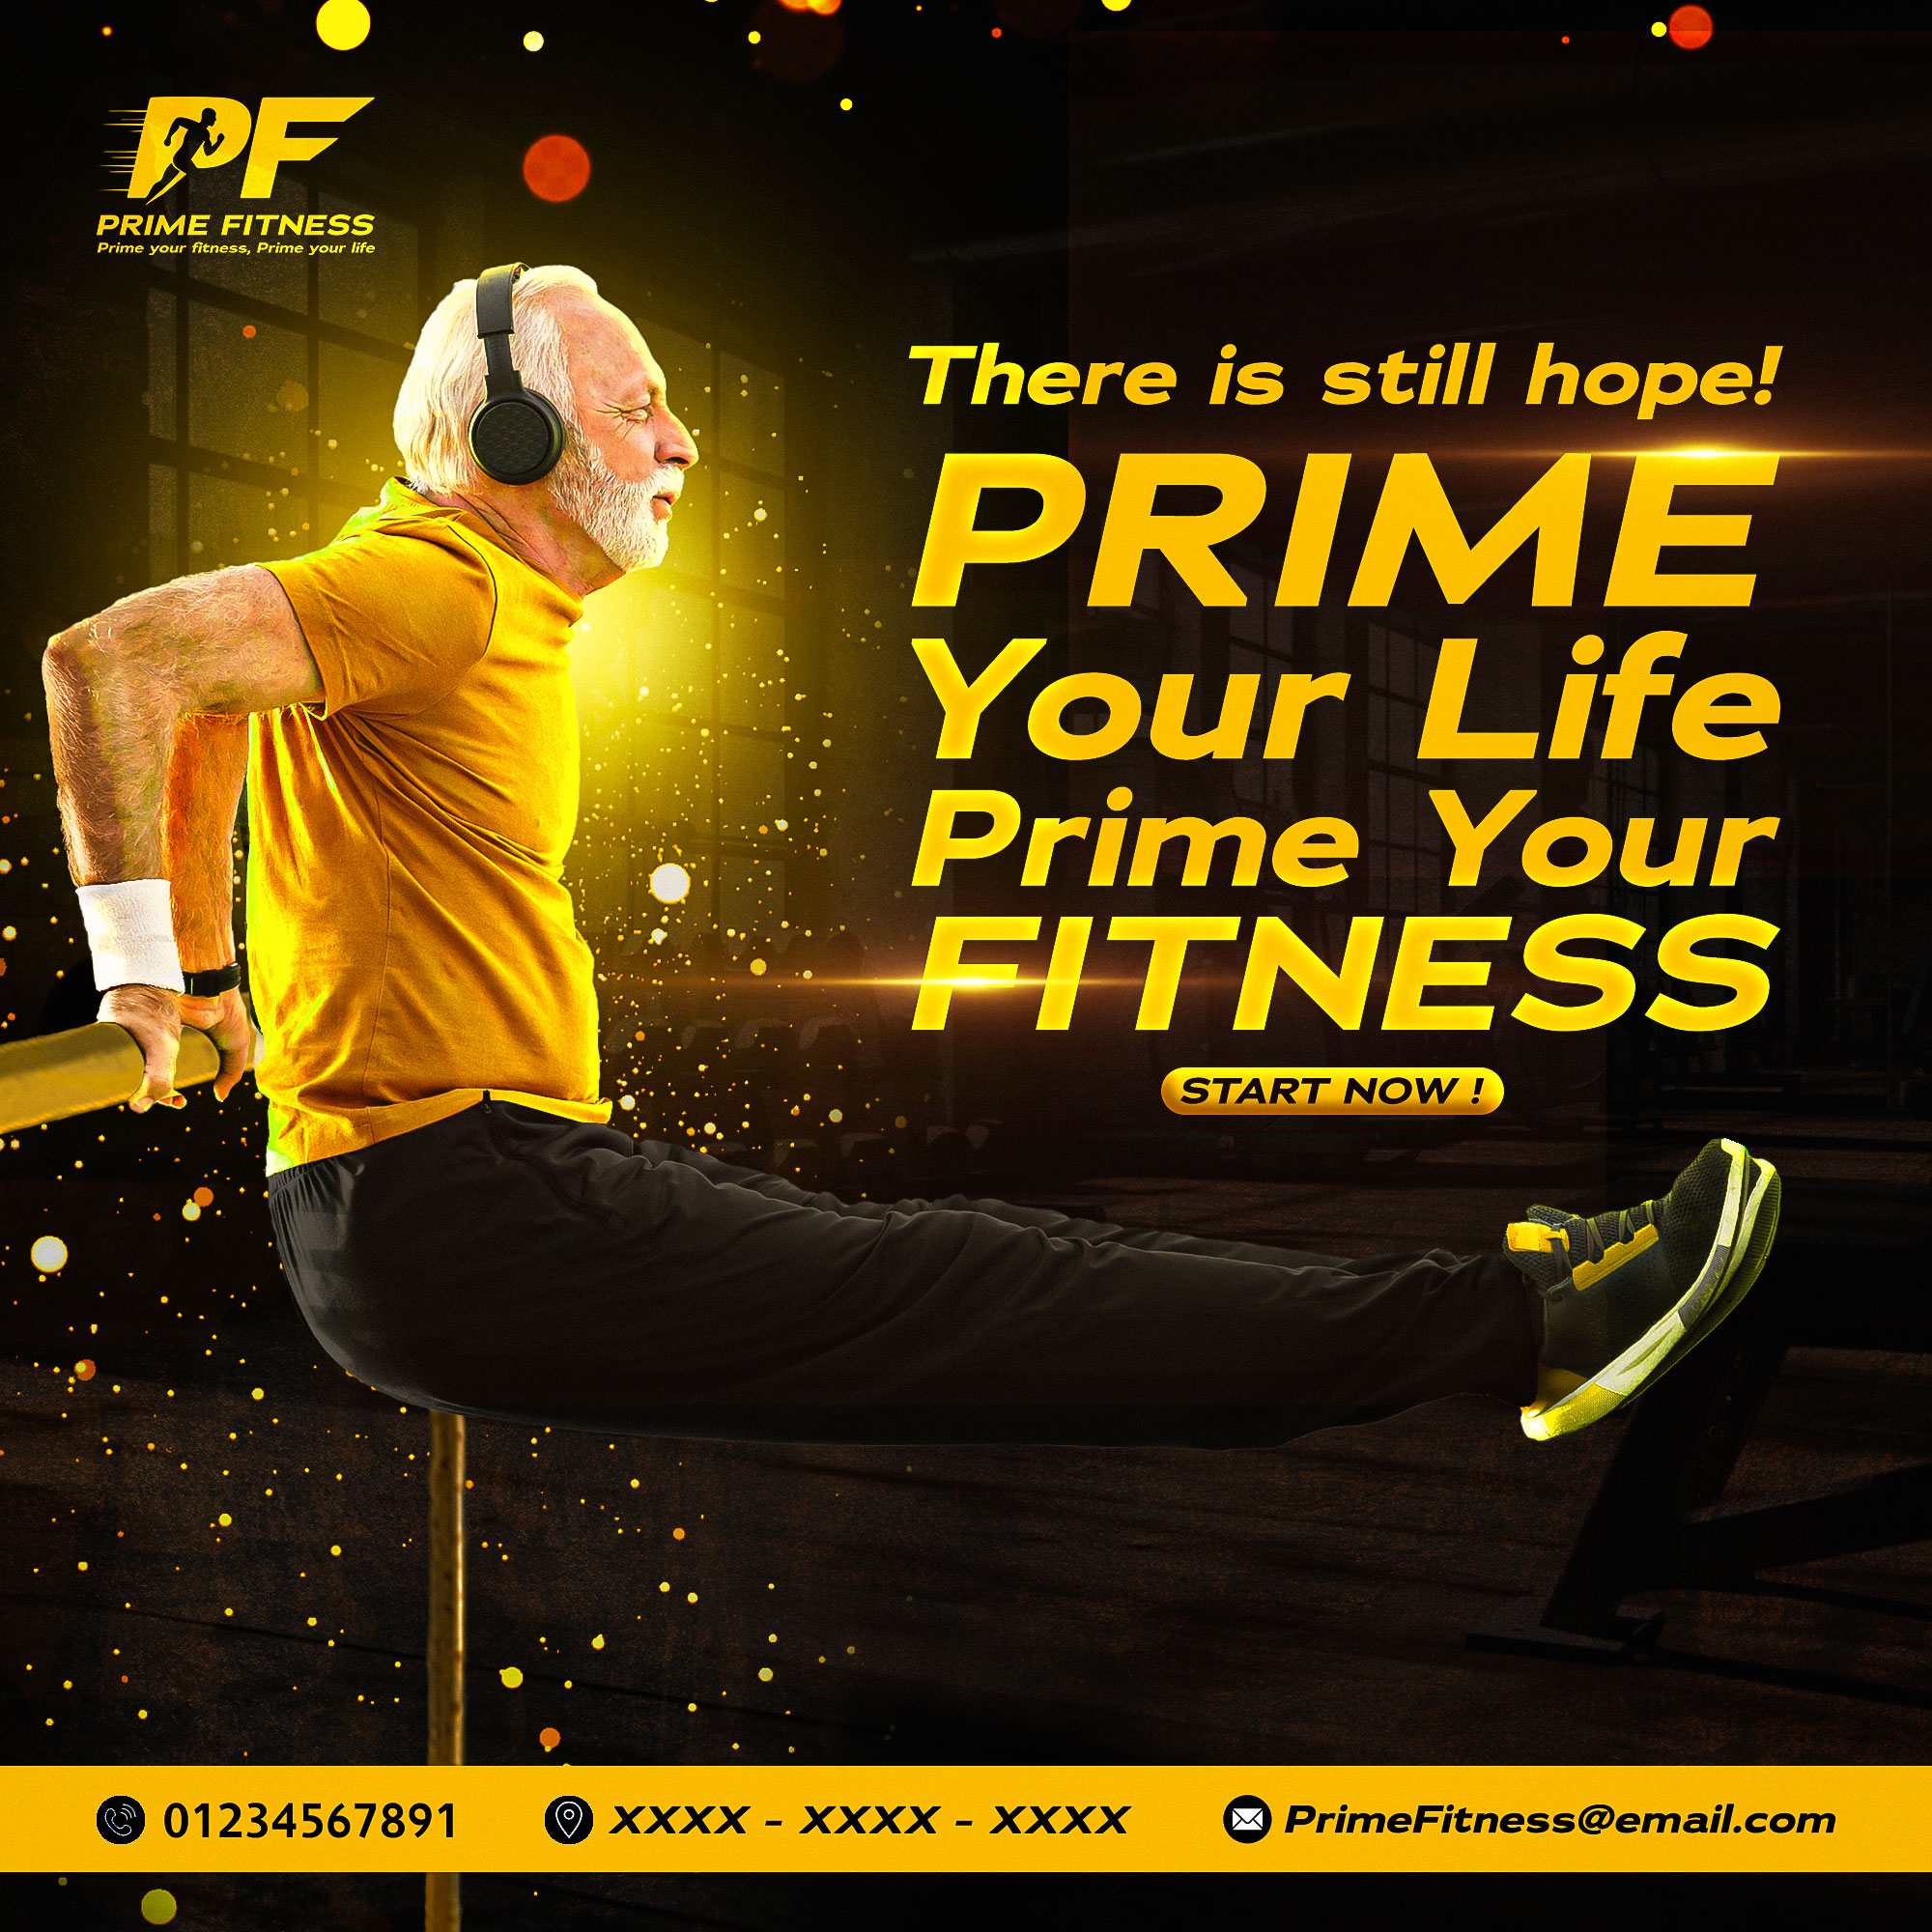 PF
PRIME FITNESS
Prime your fitness, Prime your life
There is still hope!
PRIME
Your Life
Prime Your
FITNESS
START NOW !
01234567891
XXXX - XXXX - XXXX
PrimeFitness@email.com